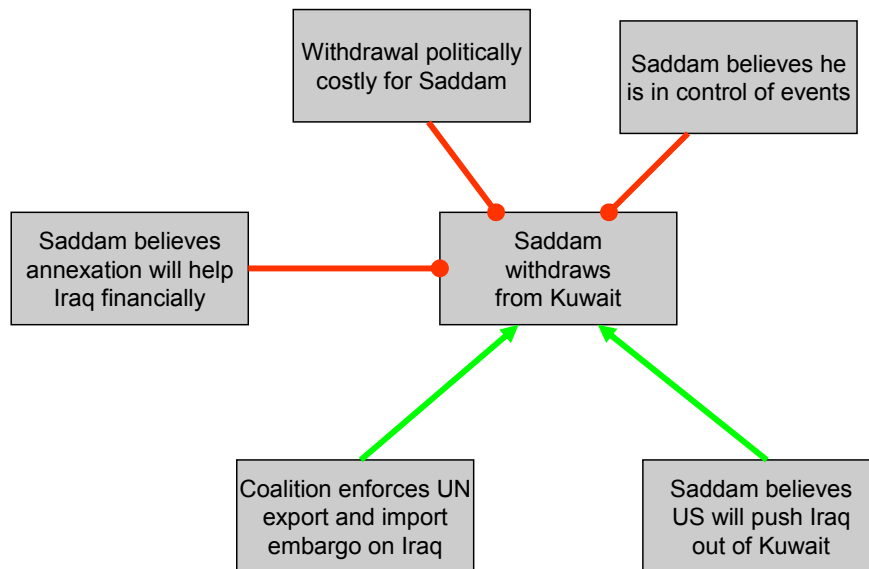 Withdrawal politically
costly for Saddam
Saddam believes he
is in control of events
Saddam believes
annexation will help
Iraq financially
Saddam
withdraws
from Kuwait
Coalition enforces UN
export and import
embargo on Iraq
Saddam believes
US will push Iraq
out of Kuwait